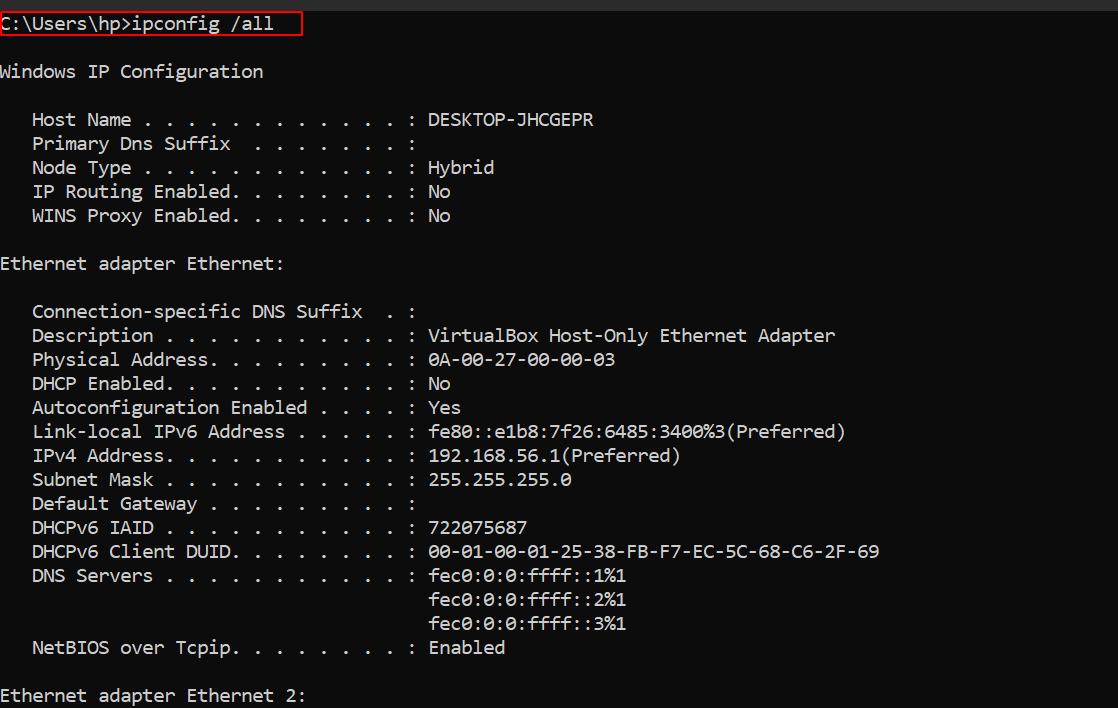 C:\Users\hp>ipconfig /all
Windows IP Configuration
Host Name . . . . . . . . . . . . : DESKTOP-JHCGEPR
Primary Dns Suffix  . . . . . . . :
Node Type . . . . . . . . . . . . : Hybrid
IP Routing Enabled. . . . . . . . : No
WINS Proxy Enabled. . . . . . . . : No
Ethernet adapter Ethernet:
Connection-specific DNS Suffix  . :
Description . . . . . . . . . . . : VirtualBox Host-Only Ethernet Adapter
Physical Address. . . . . . . . . : 0A-00-27-00-00-03
DHCP Enabled. . . . . . . . . . . : No
Autoconfiguration Enabled . . . . : Yes
Link-local IPv6 Address . . . . . : fe80::e1b8:7f26:6485:3400%3(Preferred)
IPv4 Address. . . . . . . . . . . : 192.168.56.1(Preferred)
Subnet Mask . . . . . . . . . . . : 255.255.255.0
Default Gateway . . . . . . . . . :
DHCPv6 IAID . . . . . . . . . . . : 722075687
DHCPv6 Client DUID. . . . . . . . : 00-01-00-01-25-38-FB-F7-EC-5C-68-C6-2F-69
DNS Servers . . . . . . . . . . . : fec0:0:0:ffff::1%1
fec0:0:0:ffff::2%1
fec0:0:0:ffff::3%1
NetBIOS over Tcpip. . . . . . . . : Enabled
Ethernet adapter Ethernet 2: